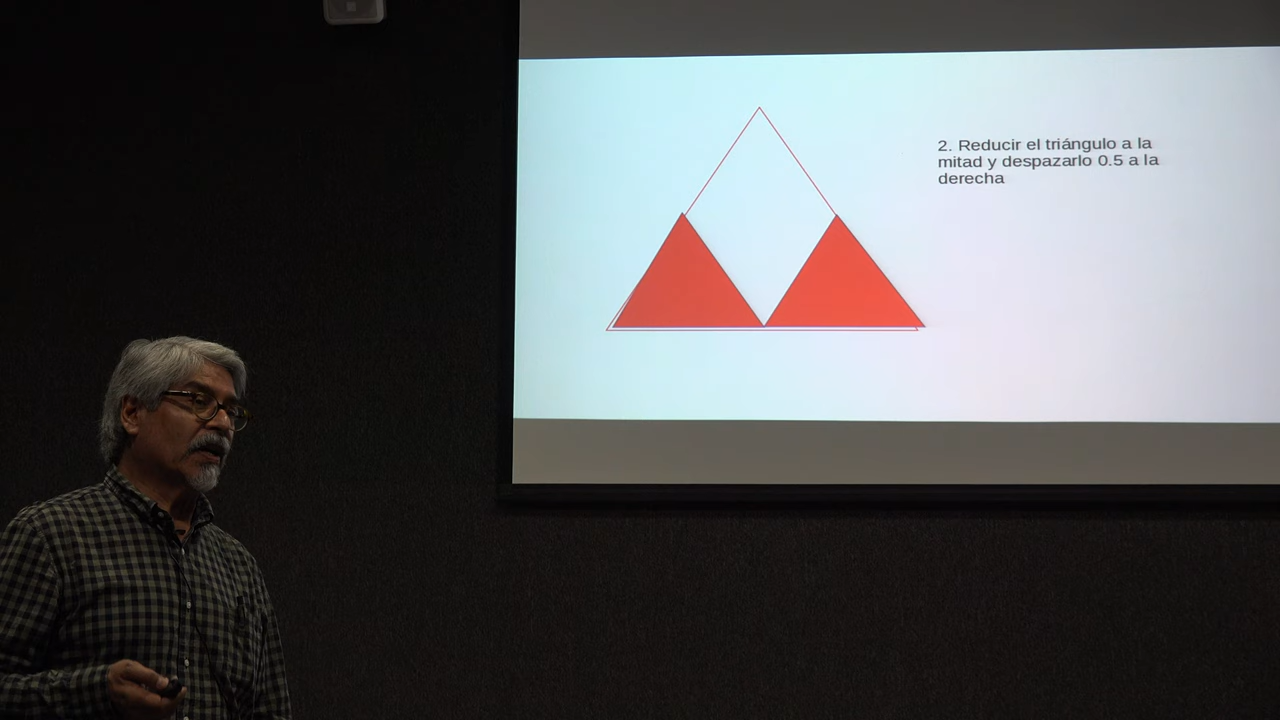 2. Reducir el triángulo a la
mitad y despazarlo 0.5 a la
derecha